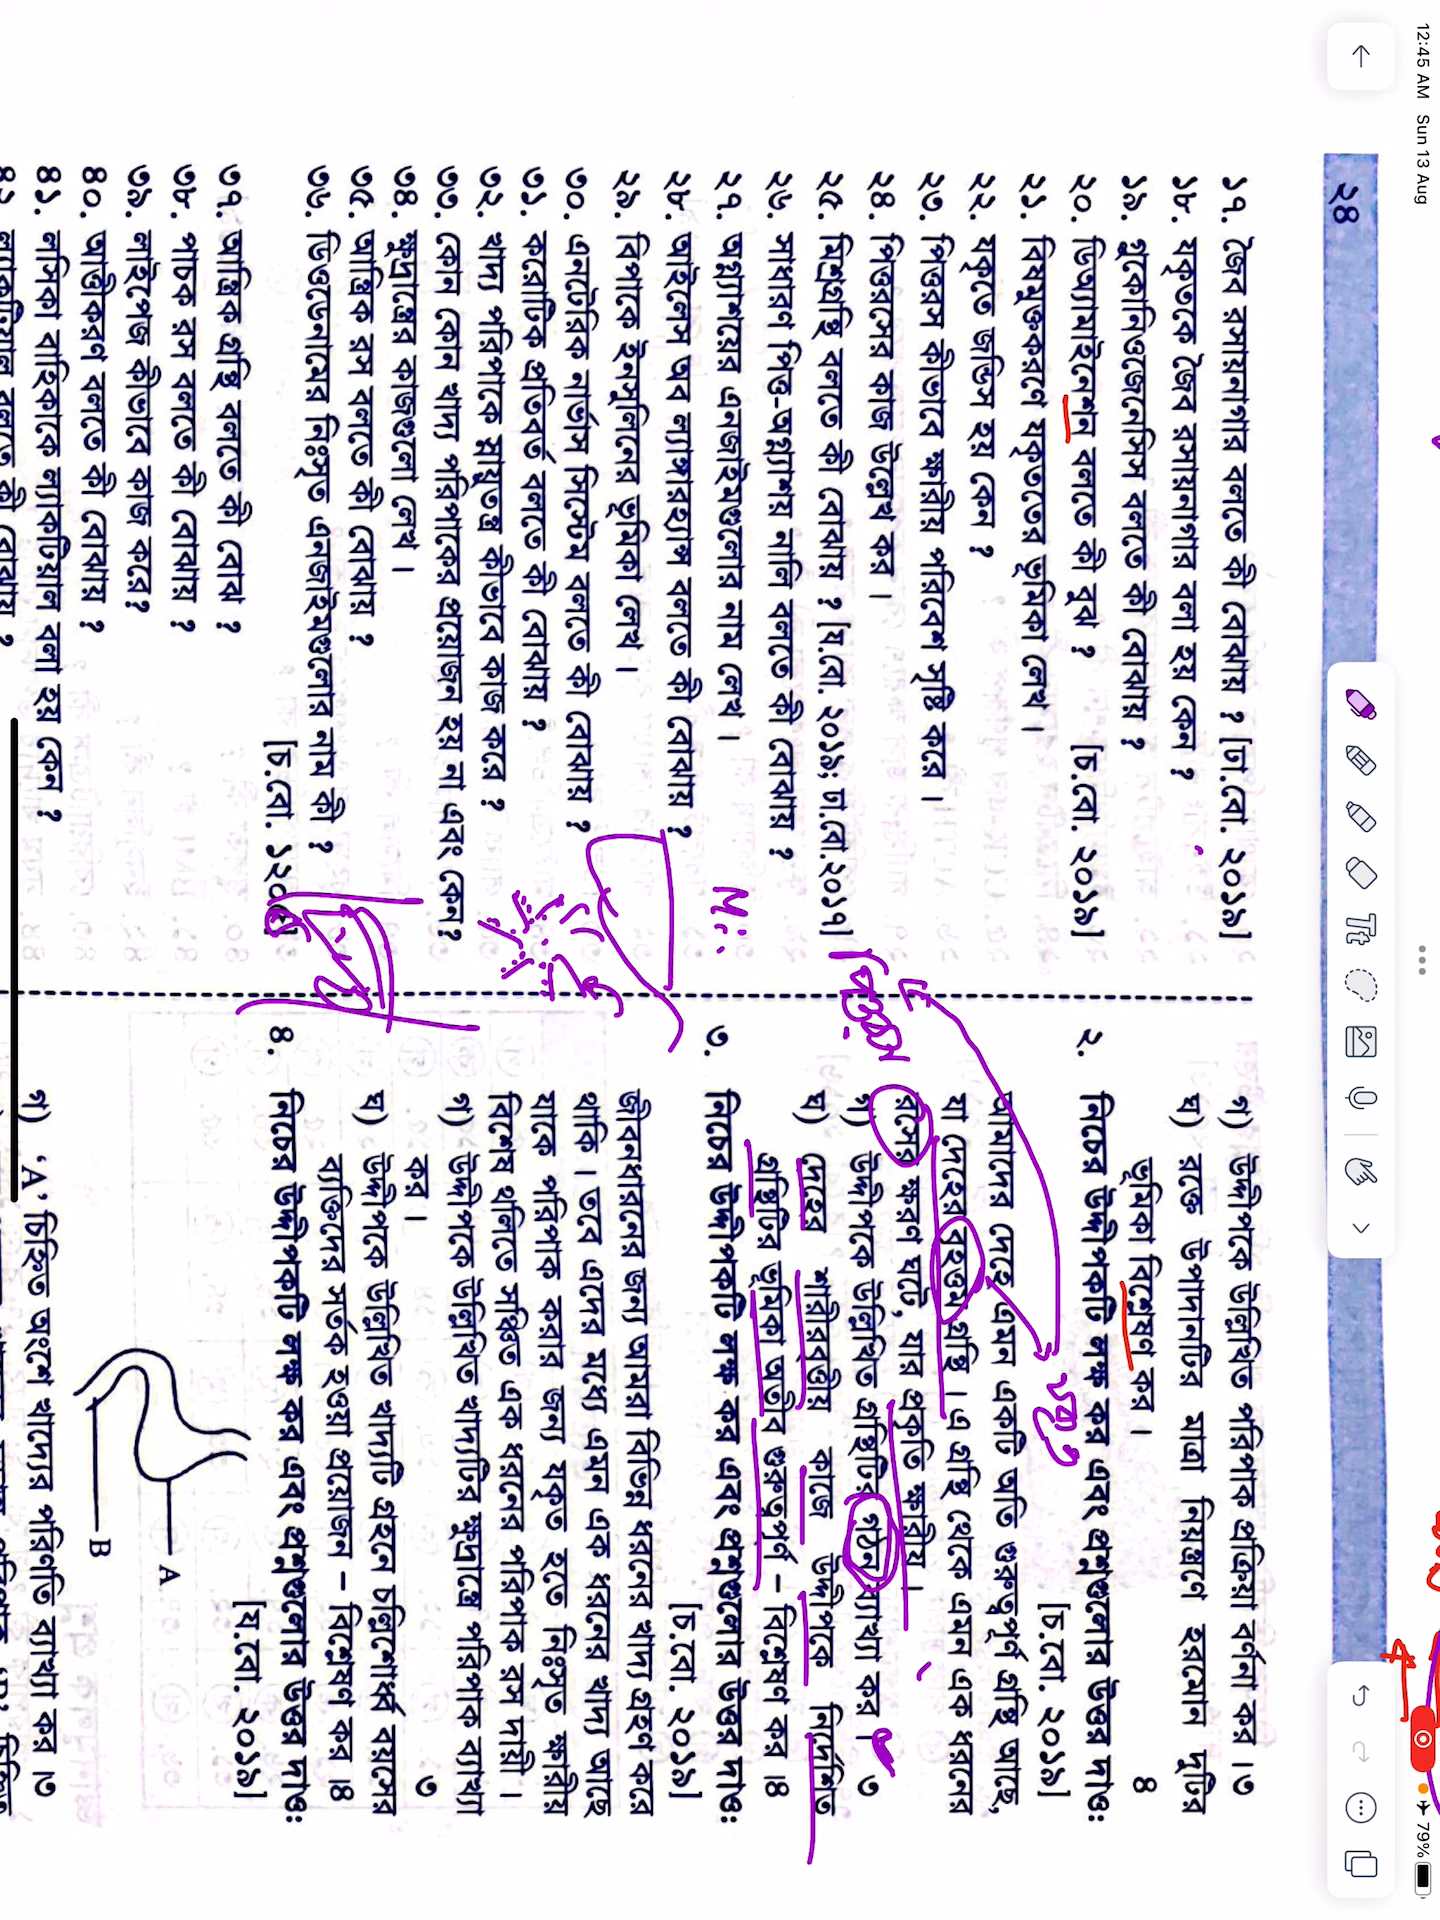 12:45 AM Sun 13 Aug
79%
২৪
১৭. জৈব রসায়নাগার বলতে কী বোঝায় ? [ঢা.বো. ২০১৯]
১৮. যকৃতকে জৈব রসায়নাগার বলা হয় কেন ?
১৯. গ্লুকোনিওজেনেসিস বলতে কী বোঝায় ?
২০. ডিঅ্যামাইনেশন বলতে কী বুঝ ? [চ.বো. ২০১৯]
২১. বিষমুক্তকরণে যকৃতের ভূমিকা লেখ ।
২২. যকৃতে জন্ডিস হয় কেন ?
২৩. পিত্তরস কীভাবে ক্ষারীয় পরিবেশ সৃষ্টি করে ।
২৪. পিত্তরসের কাজ উল্লেখ কর ।
২৫. মিশ্রগ্রন্থি বলতে কী বোঝায় ? [য.বো. ২০১৯; ঢা.বো.২০১৭]
২৬. সাধারণ পিত্ত-অগ্ন্যাশয় নালি বলতে কী বোঝায় ?
২৭. অগ্ন্যাশয়ের এনজাইমগুলোর নাম লেখ ।
২৮. আইলেস অব ল্যাঙ্গারহ্যান্স বলতে কী বোঝায় ?
২৯. বিপাকে ইনসুলিনের ভূমিকা লেখ ।
৩০. এনটেরিক নার্ভাস সিস্টেম বলতে কী বোঝায় ?
৩১. করোটিক প্রতিবর্ত বলতে কী বোঝায় ?
৩২. খাদ্য পরিপাকে স্নায়ুতন্ত্র কীভাবে কাজ করে ?
৩৩. কোন কোন খাদ্য পরিপাকের প্রয়োজন হয় না এবং কেন?
৩৪. ক্ষুদ্রান্ত্রের কাজগুলো লেখ ।
৩৫. আন্ত্রিক রস বলতে কী বোঝায় ?
৩৬. ডিওডেনামের নিঃসৃত এনজাইমগুলোর নাম কী ?
[চ.বো.
৩৭. আন্ত্রিক গ্রন্থি বলতে কী বোঝ ?
৩৮. পাচক রস বলতে কী বোঝায় ?
৩৯. লাইপেজ কীভাবে কাজ করে?
৪০. আত্তীকরণ বলতে কী বোঝায় ?
৪১. লসিকা বাহিকাকে ল্যাকটিয়াল বলা হয় কেন ?
গ) উদ্দীপকে উল্লিখিত পরিপাক প্রক্রিয়া বর্ণনা কর ।৩
ঘ) রক্তে উপাদানটির মাত্রা নিয়ন্ত্রণে হরমোন দুটির
ভূমিকা বিশ্লেষণ কর । ৪
২. নিচের উদ্দীপকটি লক্ষ কর এবং প্রশ্নগুলোর উত্তর দাও:
[চ.বো. ২০১৯]
আমাদের দেহে এমন একটি অতি গুরুত্বপূর্ণ গ্রন্থি আছে,
যা দেহের বৃহত্তম গ্রন্থি । এ গ্রন্থি থেকে এমন এক ধরনের
রসের ক্ষরণ ঘটে, যার প্রকৃতি ক্ষারীয় ।
গ) উদ্দীপকে উল্লিখিত গ্রন্থিটির গঠন ব্যাখ্যা কর । ৩
ঘ) দেহের শারীরবৃত্তীয় কাজে উদ্দীপকে নির্দেশিত
গ্রন্থিটির ভূমিকা অতীব গুরুত্বপূর্ণ – বিশ্লেষণ কর ।৪
৩. নিচের উদ্দীপকটি লক্ষ কর এবং প্রশ্নগুলোর উত্তর দাও:
[চ.বো. ২০১৯]
জীবনধারনের জন্য আমরা বিভিন্ন ধরনের খাদ্য গ্রহণ করে
থাকি । তবে এদের মধ্যে এমন এক ধরনের খাদ্য আছে
যাকে পরিপাক করার জন্য যকৃত হতে নিঃসৃত ক্ষারীয়
বিশেষ থলিতে সঞ্চিত এক ধরনের পরিপাক রস দায়ী ।
গ) উদ্দীপকে উল্লিখিত খাদ্যটির ক্ষুদ্রান্ত্রে পরিপাক ব্যাখ্যা
কর । ৩
ঘ) উদ্দীপকে উল্লিখিত খাদ্যটি গ্রহনে চল্লিশোর্ধ্ব বয়সের
ব্যক্তিদের সর্তক হওয়া প্রয়োজন – বিশ্লেষণ কর ।৪
৪. নিচের উদ্দীপকটি লক্ষ কর এবং প্রশ্নগুলোর উত্তর দাও:
[য.বো. ২০১৯]
A
B
গ) ‘A’ চিহ্নিত অংশে খাদ্যের পরিণতি ব্যাখ্যা কর ।৩